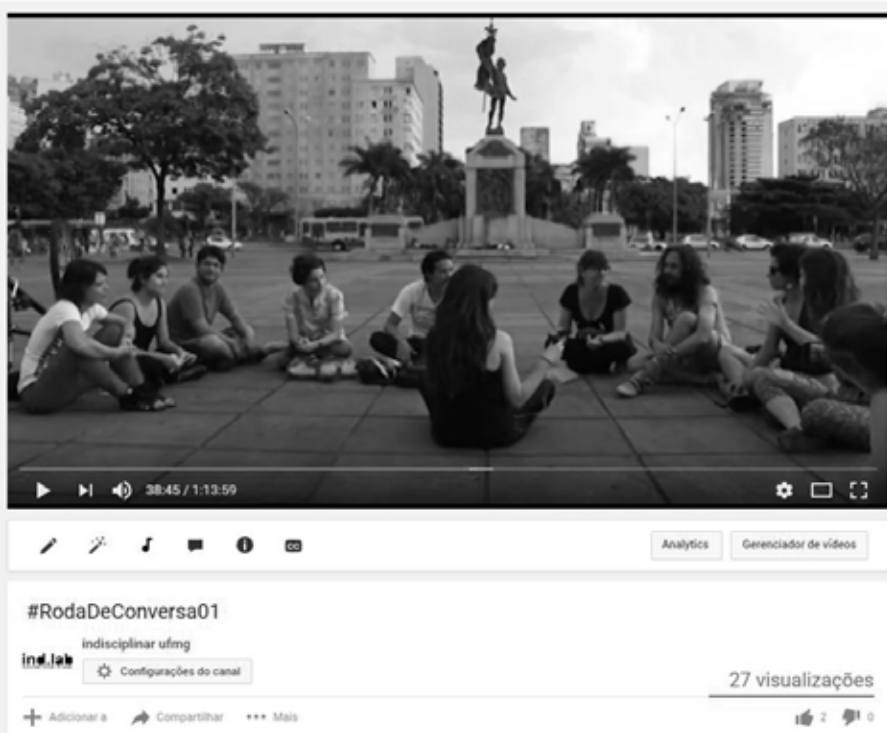 38:45 / 1:13:59
cc
Analytics
Gerenciador de vídeos
#RodaDeConversa01
ind.lab
indisciplinar ufmg
Configurações do canal
27 visualizações
Adicionar a
Compartilhar
Mais
2
0